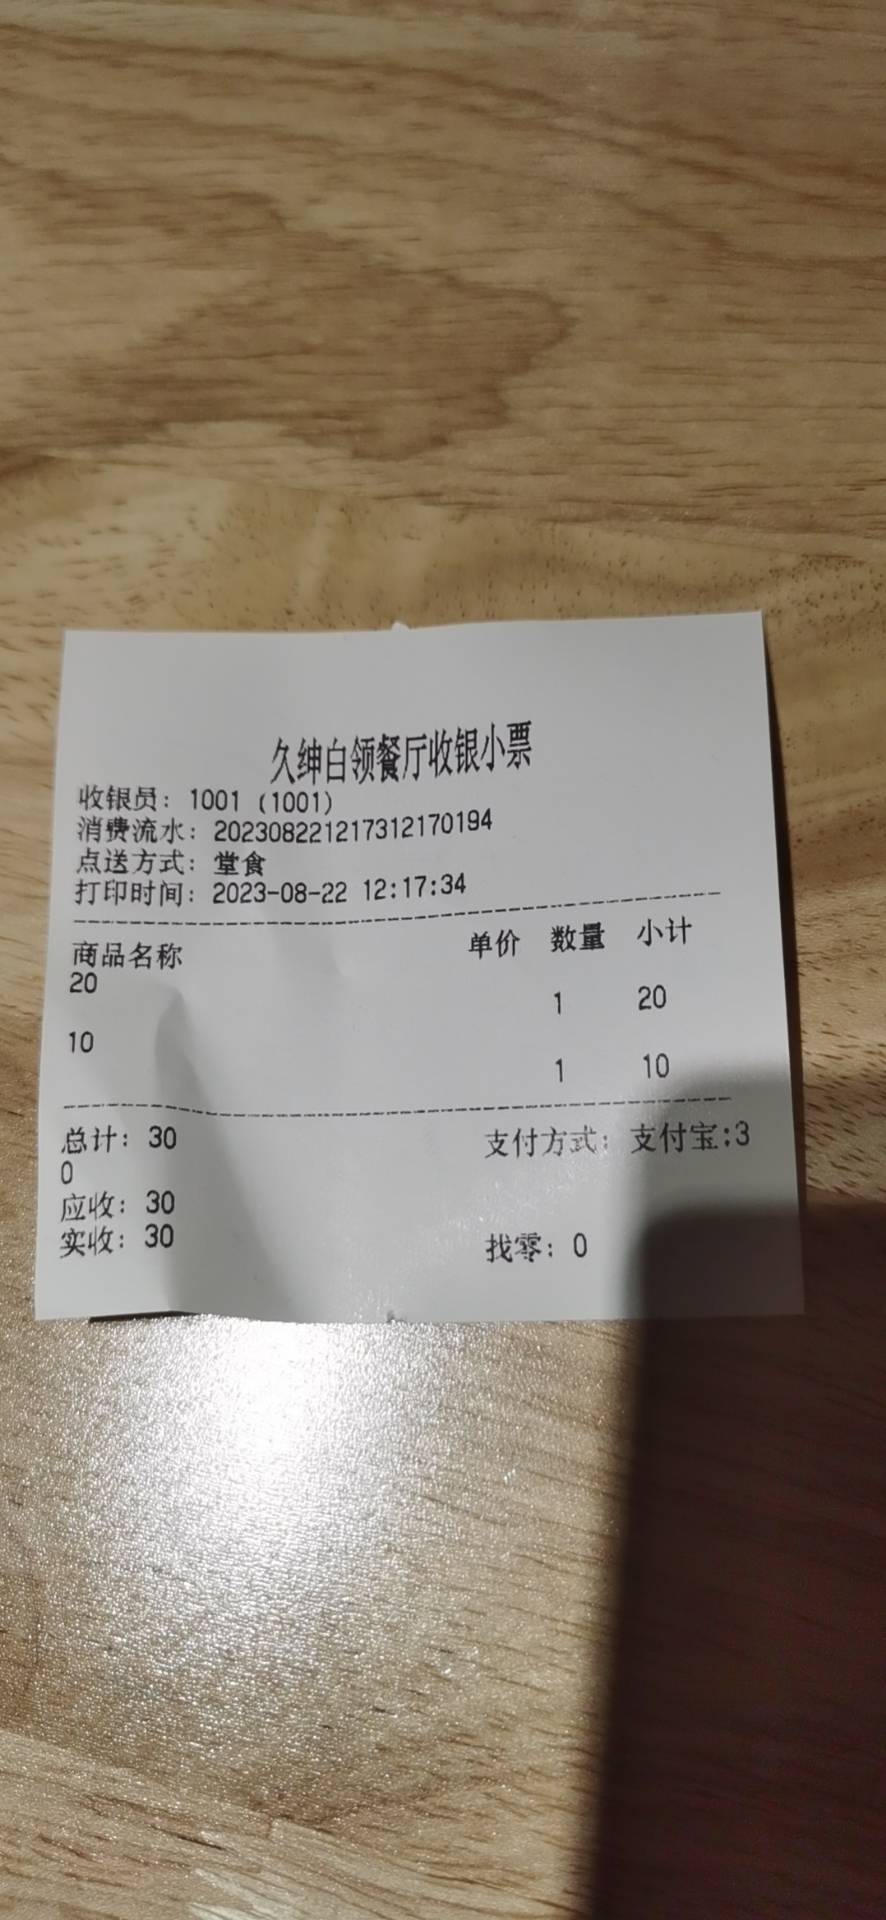 久绅白领餐厅收银小票
收银员：1001 (1001)
消费流水：202308221217312170194
点送方式：堂食
打印时间：2023-08-22 12:17:34
商品名称 单价 数量 小计
20
1 20
10
1 10
总计：30 支付方式：支付宝:3
0
应收：30
实收：30 找零：0